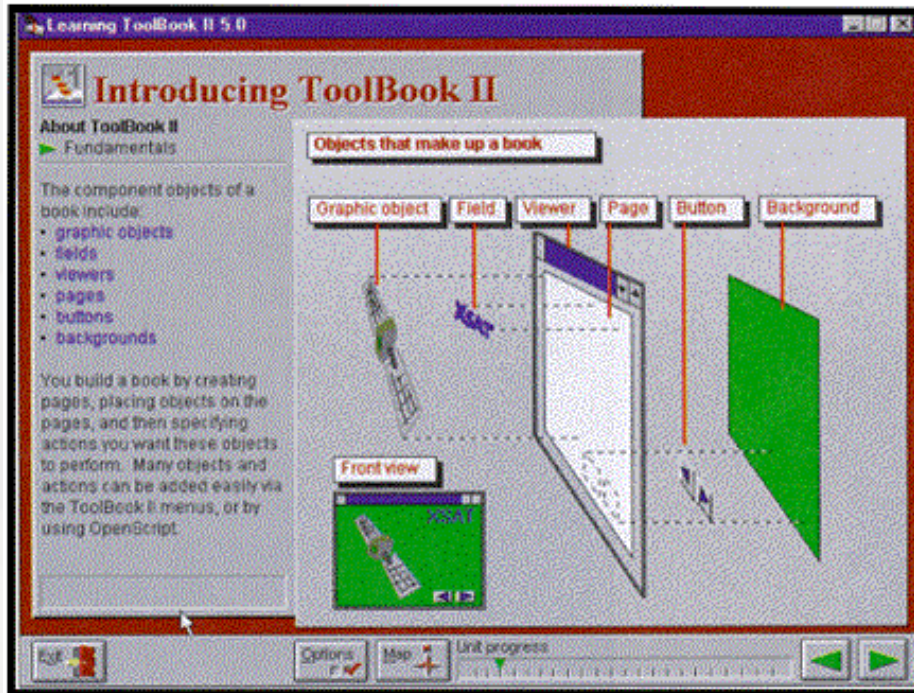 Learning ToolBook II 5.0
Introducing ToolBook II
About ToolBook II
Fundamentals
The component objects of a
book include:
• graphic objects
• fields
• viewers
• pages
• buttons
• backgrounds
You build a book by creating
pages, placing objects on the
pages, and then specifying
actions you want these objects
to perform. Many objects and
actions can be added easily via
the ToolBook II menus, or by
using OpenScript.
Objects that make up a book
Graphic object Field Viewer Page Button Background
XSAT
Front view
XSAT
Exit Options Map Unit progress